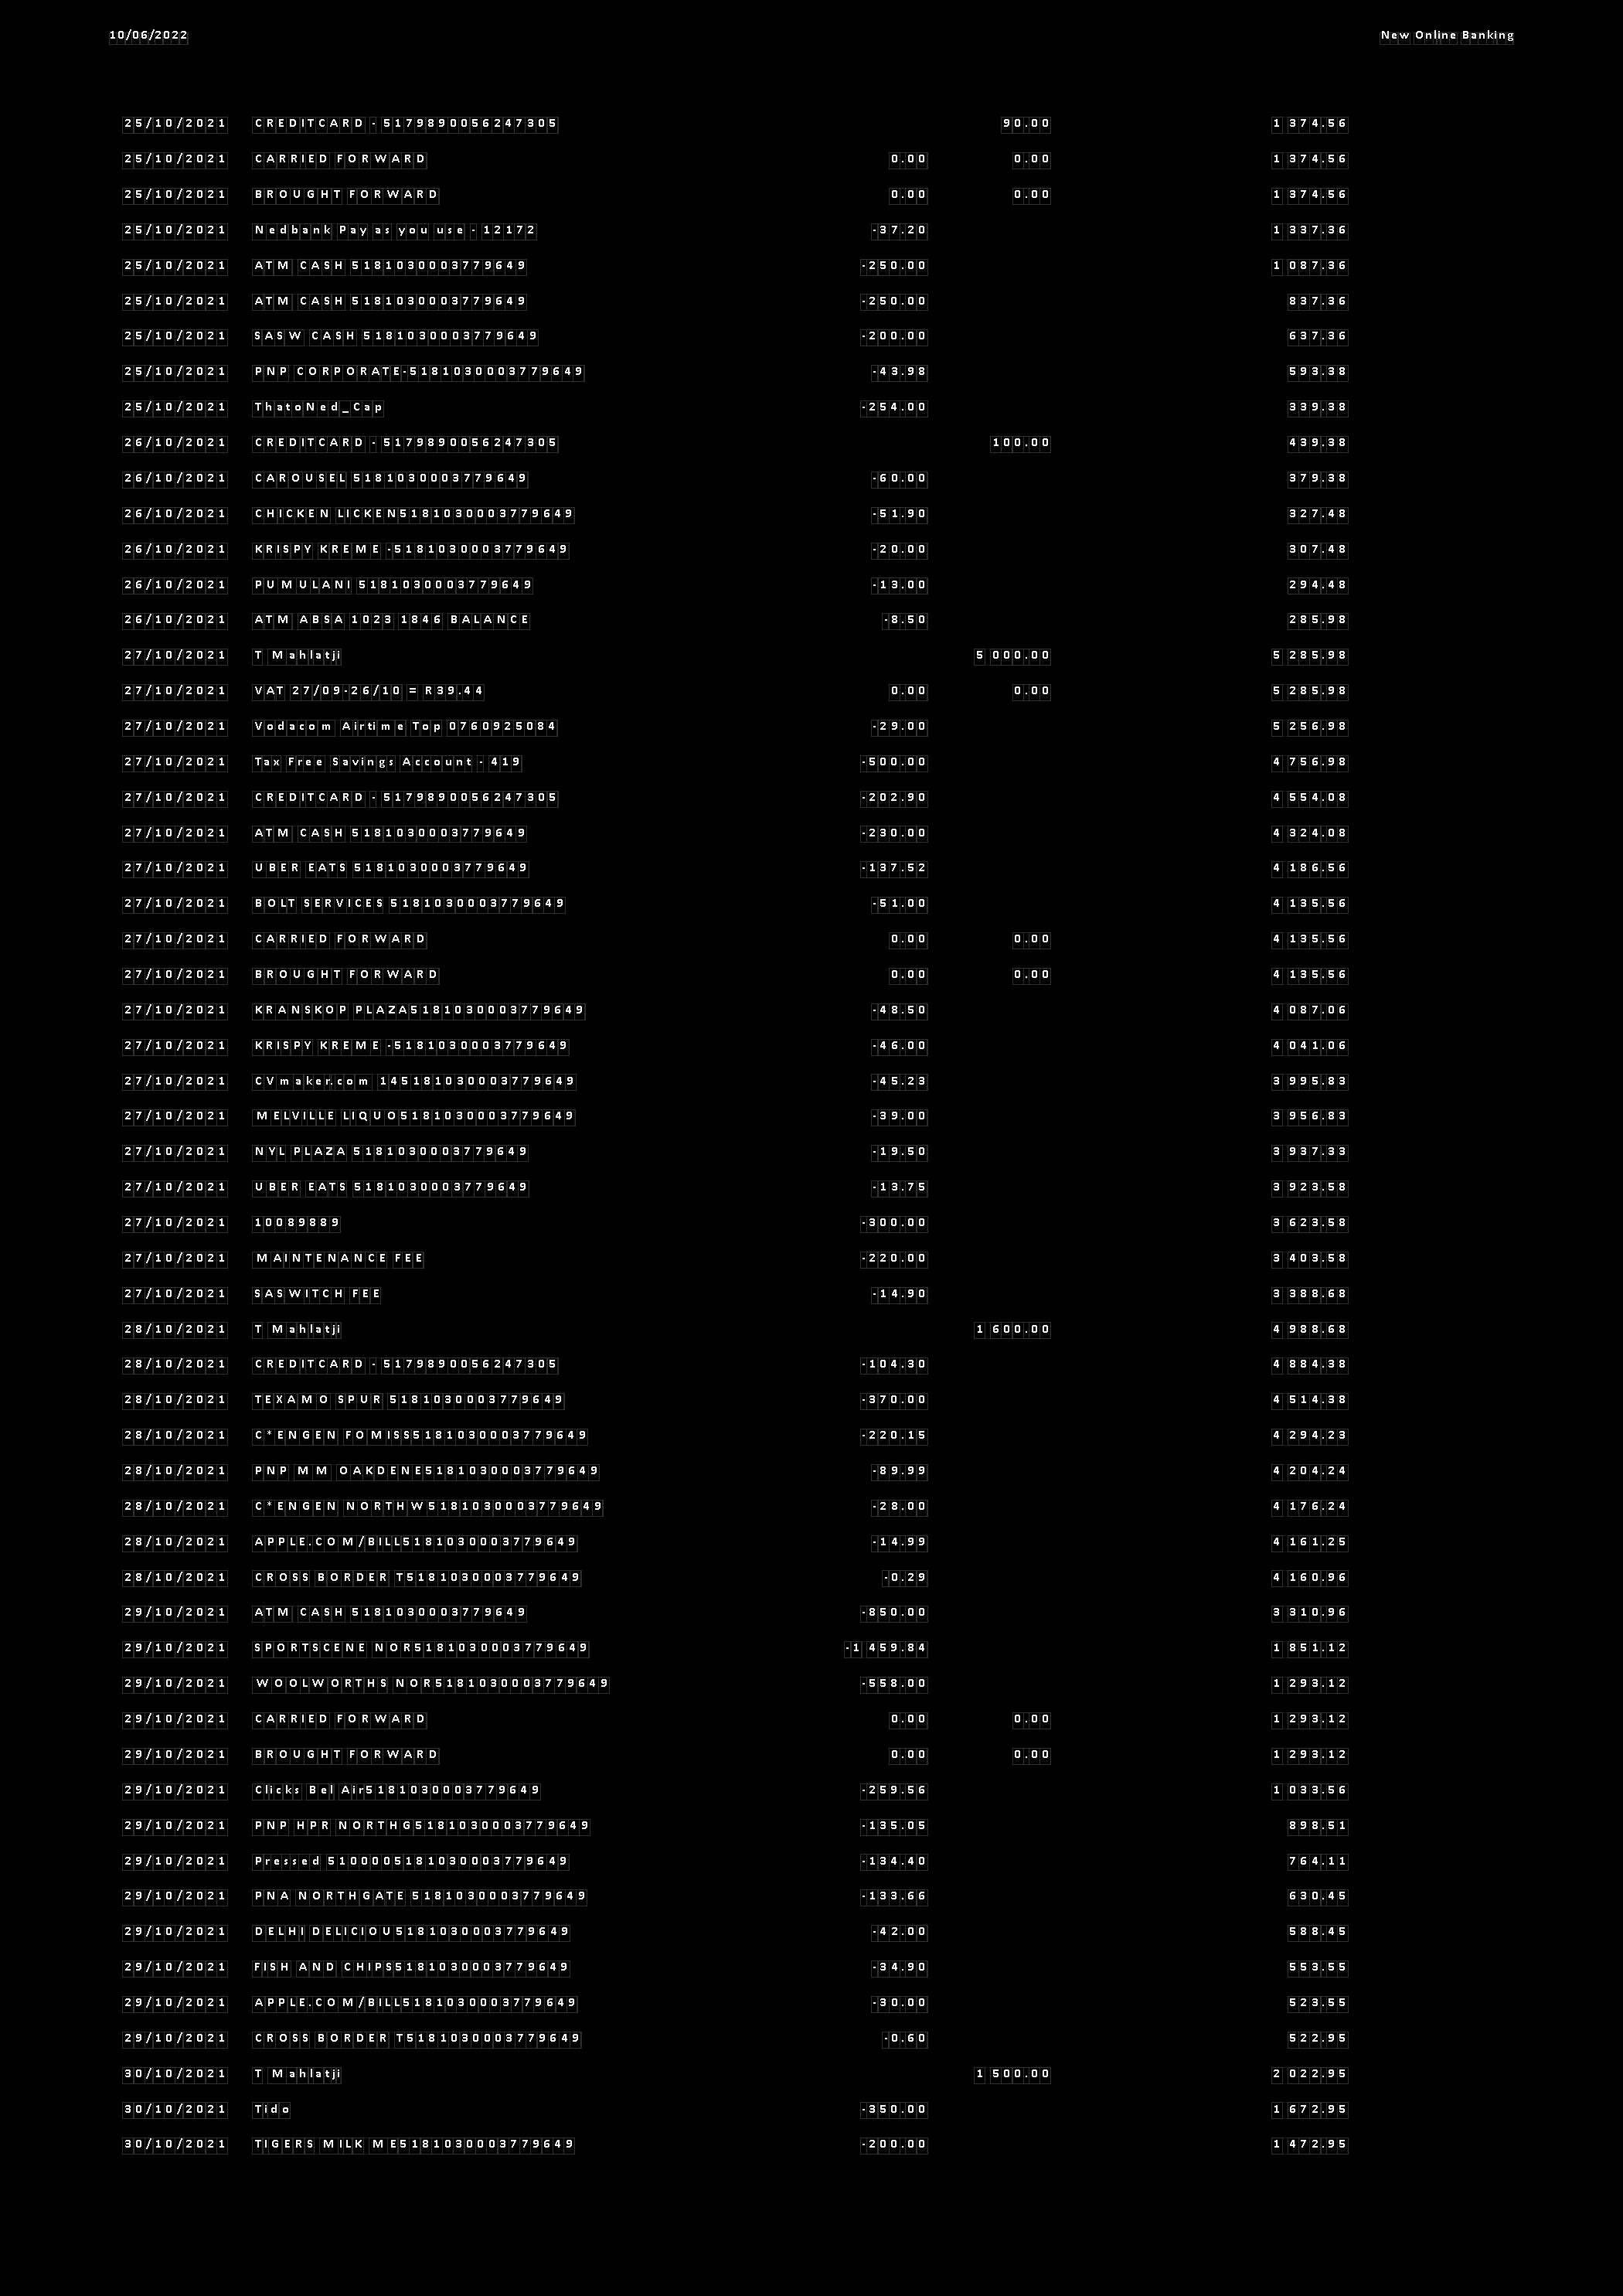 10/06/2022 New Online Banking
25/10/2021 CREDITCARD - 5179890056247305 90.00 1 374.56
25/10/2021 CARRIED FORWARD 0.00 0.00 1 374.56
25/10/2021 BROUGHT FORWARD 0.00 0.00 1 374.56
25/10/2021 Nedbank Pay as you use - 12172 -37.20 1 337.36
25/10/2021 ATM CASH 5181030003779649 -250.00 1 087.36
25/10/2021 ATM CASH 5181030003779649 -250.00 837.36
25/10/2021 SASW CASH 5181030003779649 -200.00 637.36
25/10/2021 PNP CORPORATE-5181030003779649 -43.98 593.38
25/10/2021 ThatoNed_Cap -254.00 339.38
26/10/2021 CREDITCARD - 5179890056247305 100.00 439.38
26/10/2021 CAROUSEL 5181030003779649 -60.00 379.38
26/10/2021 CHICKEN LICKEN5181030003779649 -51.90 327.48
26/10/2021 KRISPY KREME -5181030003779649 -20.00 307.48
26/10/2021 PUMULANI 5181030003779649 -13.00 294.48
26/10/2021 ATM ABSA 1023 1846 BALANCE -8.50 285.98
27/10/2021 T Mahlatji 5 000.00 5 285.98
27/10/2021 VAT 27/09-26/10 = R39.44 0.00 0.00 5 285.98
27/10/2021 Vodacom Airtime Top 0760925084 -29.00 5 256.98
27/10/2021 Tax Free Savings Account - 419 -500.00 4 756.98
27/10/2021 CREDITCARD - 5179890056247305 -202.90 4 554.08
27/10/2021 ATM CASH 5181030003779649 -230.00 4 324.08
27/10/2021 UBER EATS 5181030003779649 -137.52 4 186.56
27/10/2021 BOLT SERVICES 5181030003779649 -51.00 4 135.56
27/10/2021 CARRIED FORWARD 0.00 0.00 4 135.56
27/10/2021 BROUGHT FORWARD 0.00 0.00 4 135.56
27/10/2021 KRANSKOP PLAZA5181030003779649 -48.50 4 087.06
27/10/2021 KRISPY KREME -5181030003779649 -46.00 4 041.06
27/10/2021 CVmaker.com 145181030003779649 -45.23 3 995.83
27/10/2021 MELVILLE LIQUO5181030003779649 -39.00 3 956.83
27/10/2021 NYL PLAZA 5181030003779649 -19.50 3 937.33
27/10/2021 UBER EATS 5181030003779649 -13.75 3 923.58
27/10/2021 10089889 -300.00 3 623.58
27/10/2021 MAINTENANCE FEE -220.00 3 403.58
27/10/2021 SASWITCH FEE -14.90 3 388.68
28/10/2021 T Mahlatji 1 600.00 4 988.68
28/10/2021 CREDITCARD - 5179890056247305 -104.30 4 884.38
28/10/2021 TEXAMO SPUR 5181030003779649 -370.00 4 514.38
28/10/2021 C*ENGEN FOMISS5181030003779649 -220.15 4 294.23
28/10/2021 PNP MM OAKDENE5181030003779649 -89.99 4 204.24
28/10/2021 C*ENGEN NORTHW5181030003779649 -28.00 4 176.24
28/10/2021 APPLE.COM/BILL5181030003779649 -14.99 4 161.25
28/10/2021 CROSS BORDER T5181030003779649 -0.29 4 160.96
29/10/2021 ATM CASH 5181030003779649 -850.00 3 310.96
29/10/2021 SPORTSCENE NOR5181030003779649 -1 459.84 1 851.12
29/10/2021 WOOLWORTHS NOR5181030003779649 -558.00 1 293.12
29/10/2021 CARRIED FORWARD 0.00 0.00 1 293.12
29/10/2021 BROUGHT FORWARD 0.00 0.00 1 293.12
29/10/2021 Clicks Bel Air5181030003779649 -259.56 1 033.56
29/10/2021 PNP HPR NORTHG5181030003779649 -135.05 898.51
29/10/2021 Pressed 5100005181030003779649 -134.40 764.11
29/10/2021 PNA NORTHGATE 5181030003779649 -133.66 630.45
29/10/2021 DELHI DELICIOU5181030003779649 -42.00 588.45
29/10/2021 FISH AND CHIPS5181030003779649 -34.90 553.55
29/10/2021 APPLE.COM/BILL5181030003779649 -30.00 523.55
29/10/2021 CROSS BORDER T5181030003779649 -0.60 522.95
30/10/2021 T Mahlatji 1 500.00 2 022.95
30/10/2021 Tido -350.00 1 672.95
30/10/2021 TIGERS MILK ME5181030003779649 -200.00 1 472.95